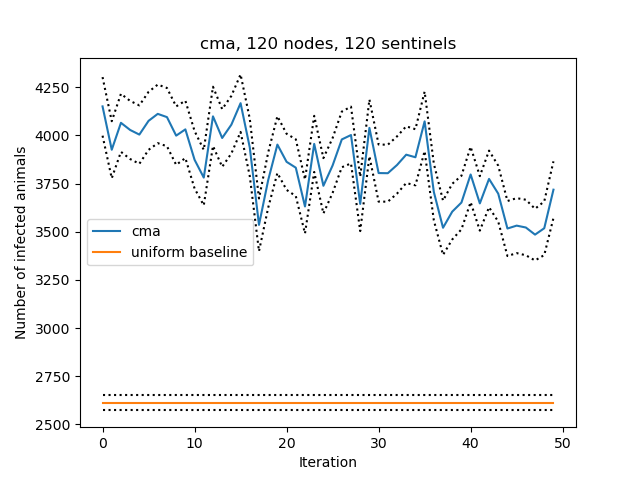 cma, 120 nodes, 120 sentinels
Number of infected animals
4250
4000
3750
3500
3250
3000
2750
2500
cma
uniform baseline
0 10 20 30 40 50
Iteration